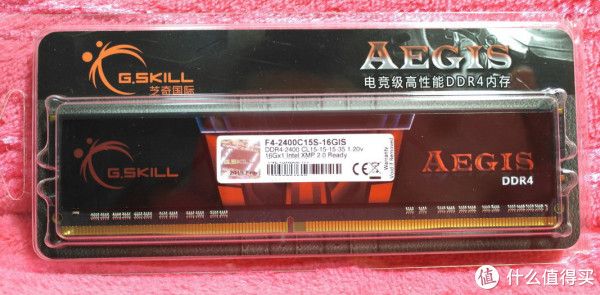 G.SKILL
芝奇国际
AEGIS
电竞级高性能DDR4内存
F4-2400C15S-16GIS
DDR4-2400 CL15-15-15-35 1.20v
16Gx1 Intel XMP 2.0 Ready
G.SKILL
AEGIS
DDR4
值 什么值得买